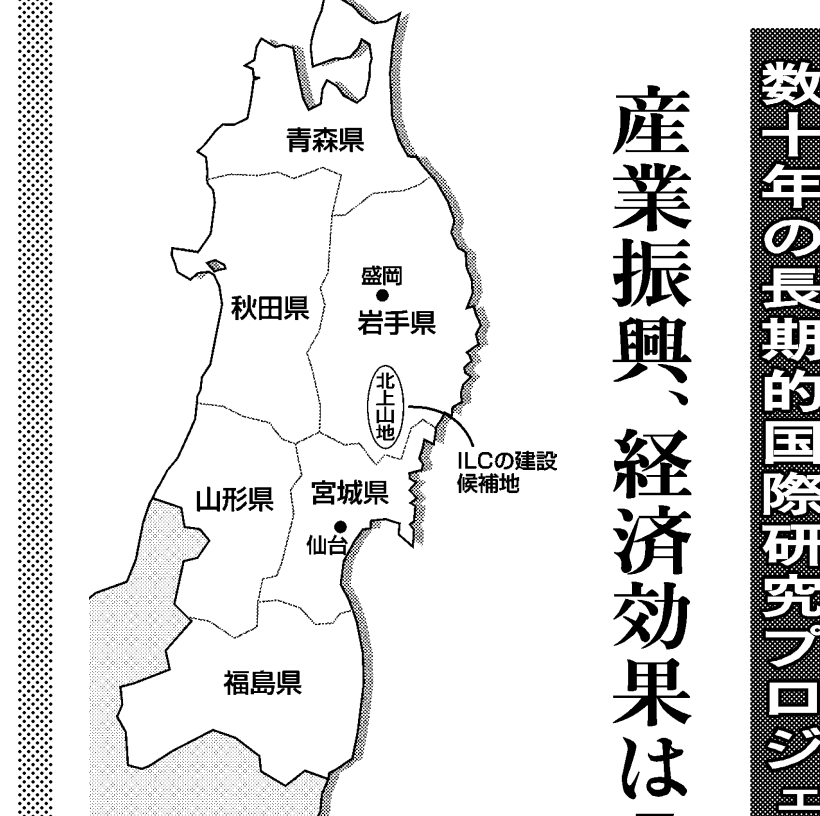 数十年の長期的国際研究プロジェ
産業振興、経済効果は
青森県
盛岡
秋田県
岩手県
北上山地
ILCの建設
候補地
山形県
宮城県
仙台
福島県